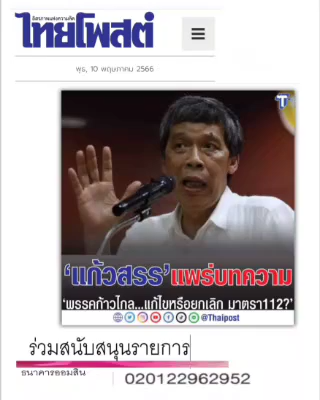 อิสรภาพแห่งความคิด
ไทยโพสต์
พุธ, 10 พฤษภาคม 2566
T
'แก้วสรร'แพร่บทความ
'พรรคก้าวไกล...แก้ไขหรือยกเลิก มาตรา112?'
@Thaipost
ร่วมสนับสนุนรายการ
ธนาคารออมสิน
020122962952